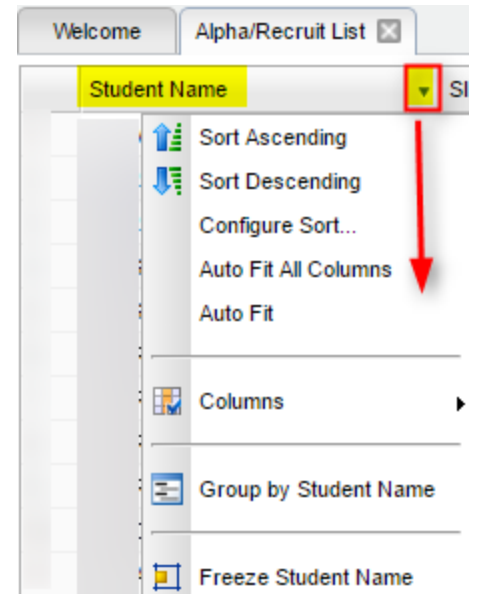 Welcome
Alpha/Recruit List
Student Name
Sort Ascending
Sort Descending
Configure Sort...
Auto Fit All Columns
Auto Fit
Columns
Group by Student Name
Freeze Student Name